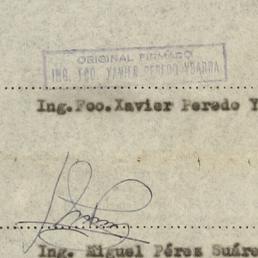 ORIGINAL FIRMADO
ING. FCO. XAVIER PEREDO YBARRA
Ing.Fco.Xavier Peredo Y
Ing. Miguel Pérez Suáre